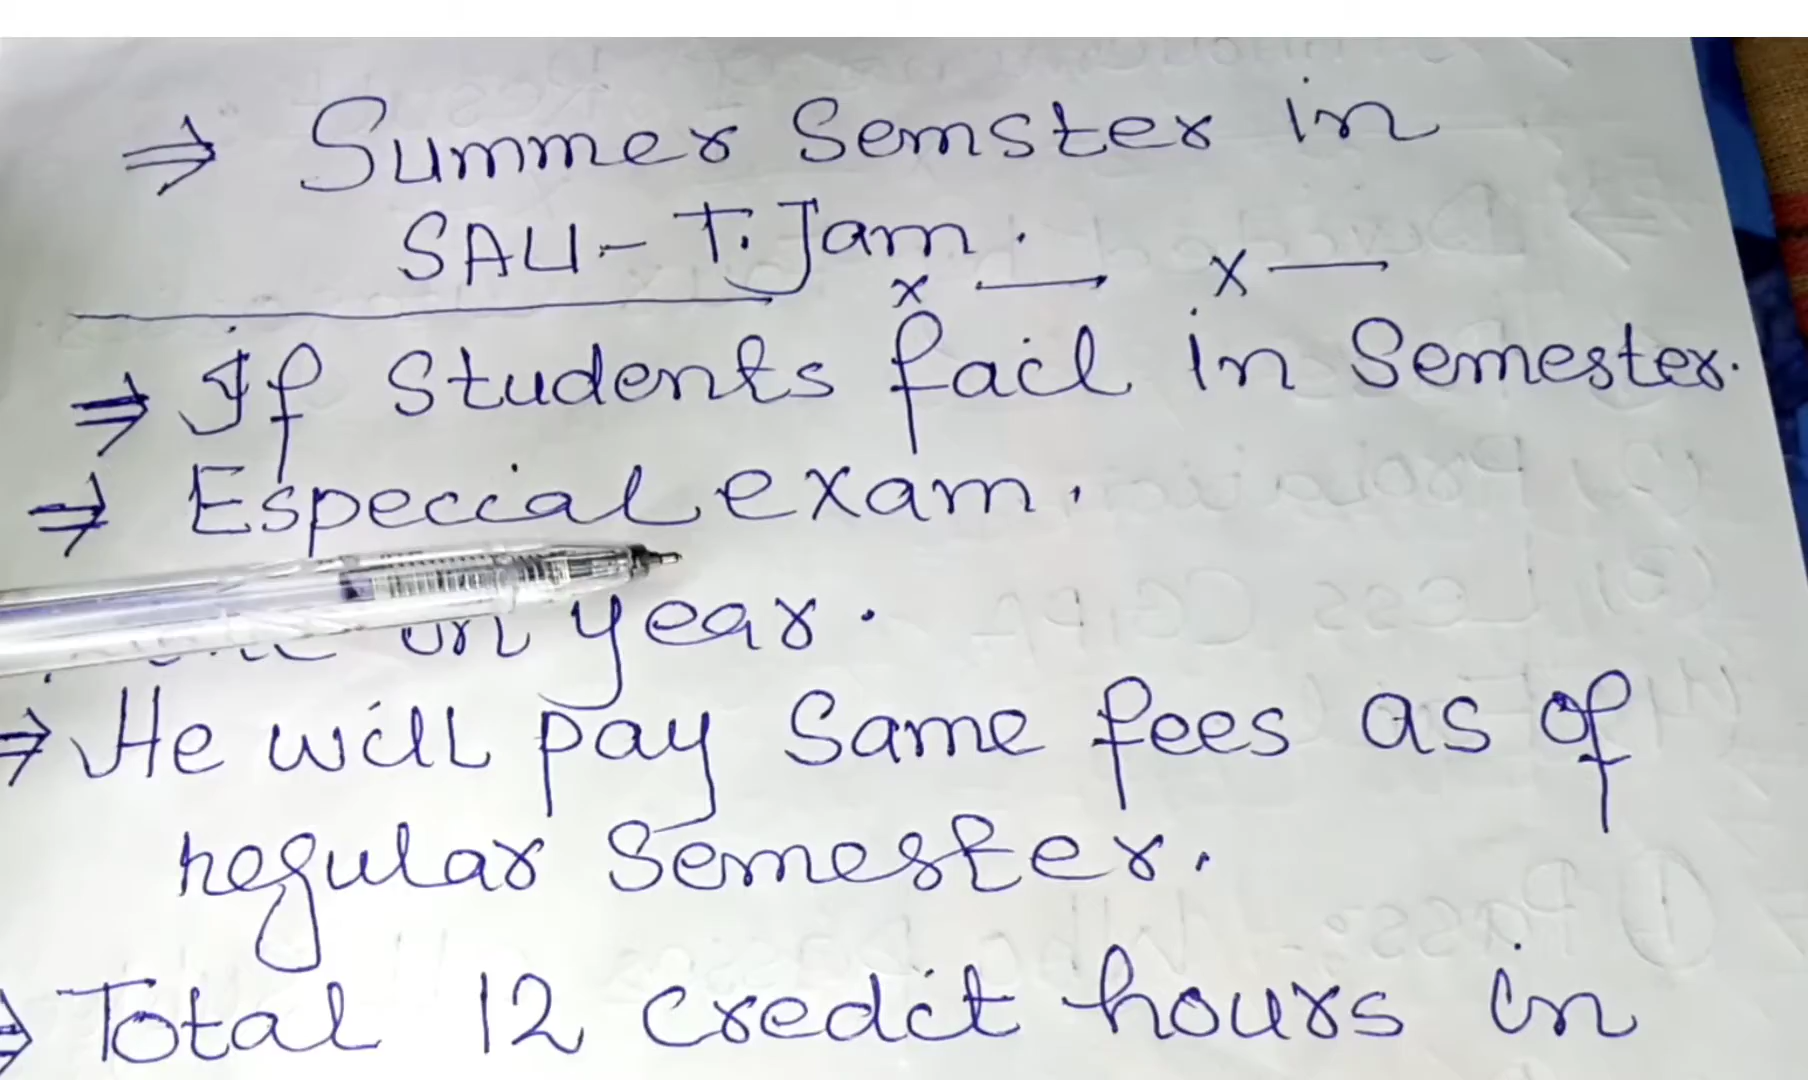 ⇒ Summer Semster in
SAU - T. Jam.
⇒ If Students fail in Semester.
⇒ Especial exam.
year.
⇒ He will pay Same fees as of
regular Semester.
⇒ Total 12 credit hours in